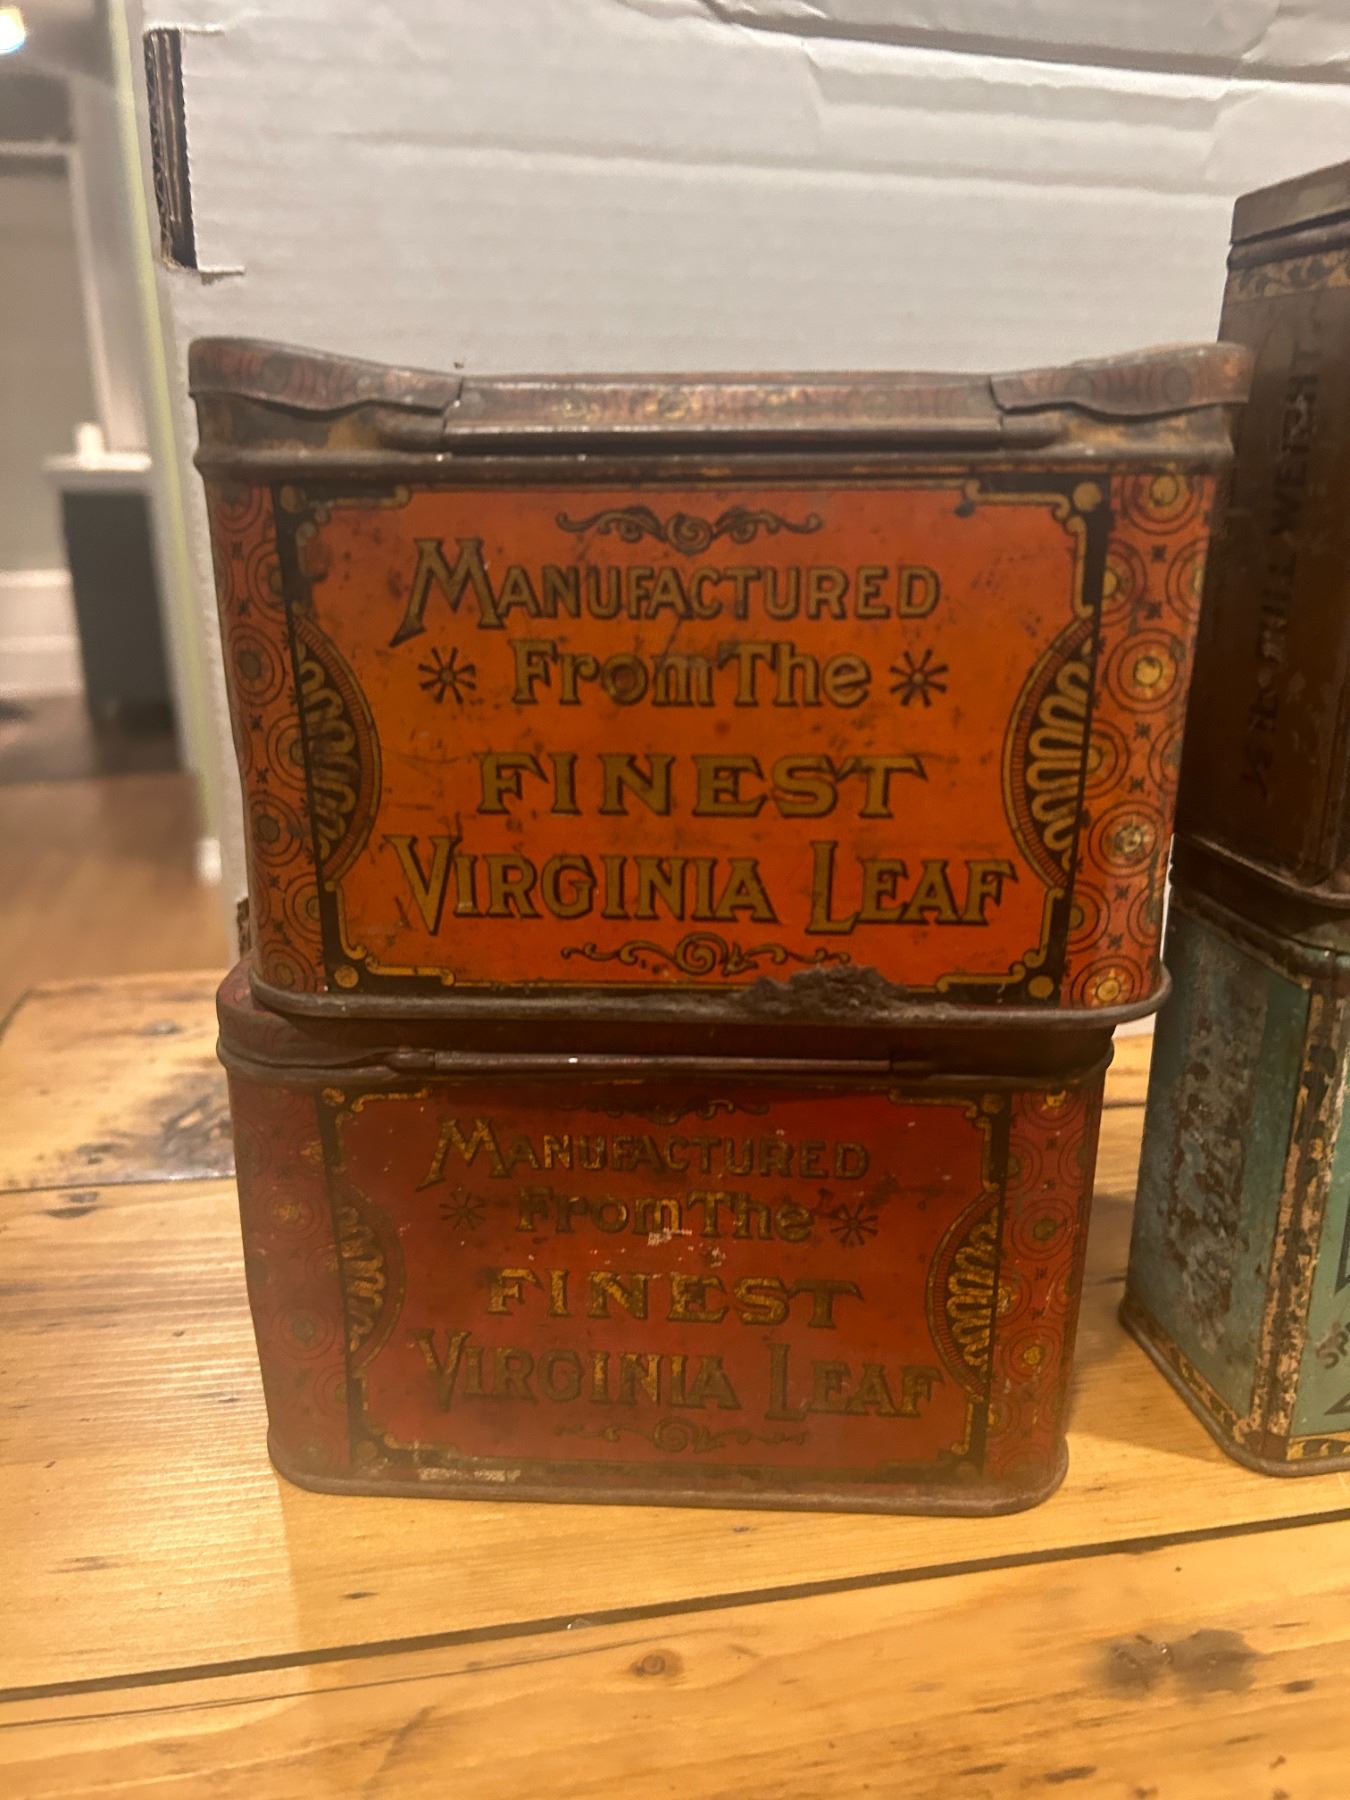 MANUFACTURED
From The
FINEST
VIRGINIA LEAF
MANUFACTURED
From The
FINEST
VIRGINIA LEAF